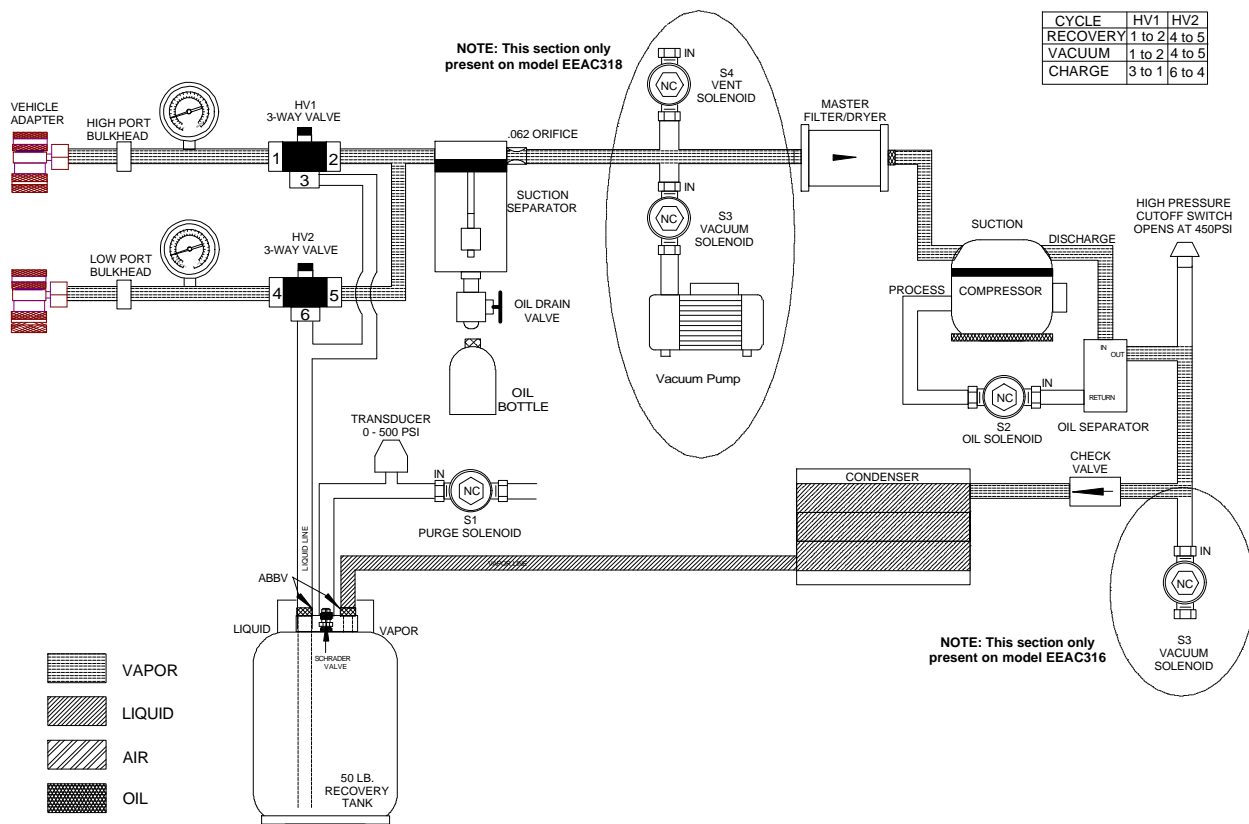 CYCLE HV1 HV2
RECOVERY 1 to 2 4 to 5
VACUUM 1 to 2 4 to 5
CHARGE 3 to 1 6 to 4
NOTE: This section only
present on model EEAC318
IN
S4
VENT
SOLENOID
NC
VEHICLE
ADAPTER
HIGH PORT
BULKHEAD
HV1
3-WAY VALVE
1
2
3
.062 ORIFICE
SUCTION
SEPARATOR
MASTER
FILTER/DRYER
IN
NC
S3
VACUUM
SOLENOID
Vacuum Pump
LOW PORT
BULKHEAD
HV2
3-WAY VALVE
4
5
6
OIL DRAIN
VALVE
OIL
BOTTLE
SUCTION
DISCHARGE
PROCESS
COMPRESSOR
HIGH PRESSURE
CUTOFF SWITCH
OPENS AT 450PSI
IN
OUT
RETURN
OIL SEPARATOR
IN
NC
S2
OIL SOLENOID
TRANSDUCER
0 - 500 PSI
IN
NC
S1
PURGE SOLENOID
CONDENSER
CHECK
VALVE
IN
NC
S3
VACUUM
SOLENOID
NOTE: This section only
present on model EEAC316
LIQUID LINE
VAPOR LINE
ABBV
LIQUID
VAPOR
SCHRADER
VALVE
50 LB.
RECOVERY
TANK
VAPOR
LIQUID
AIR
OIL